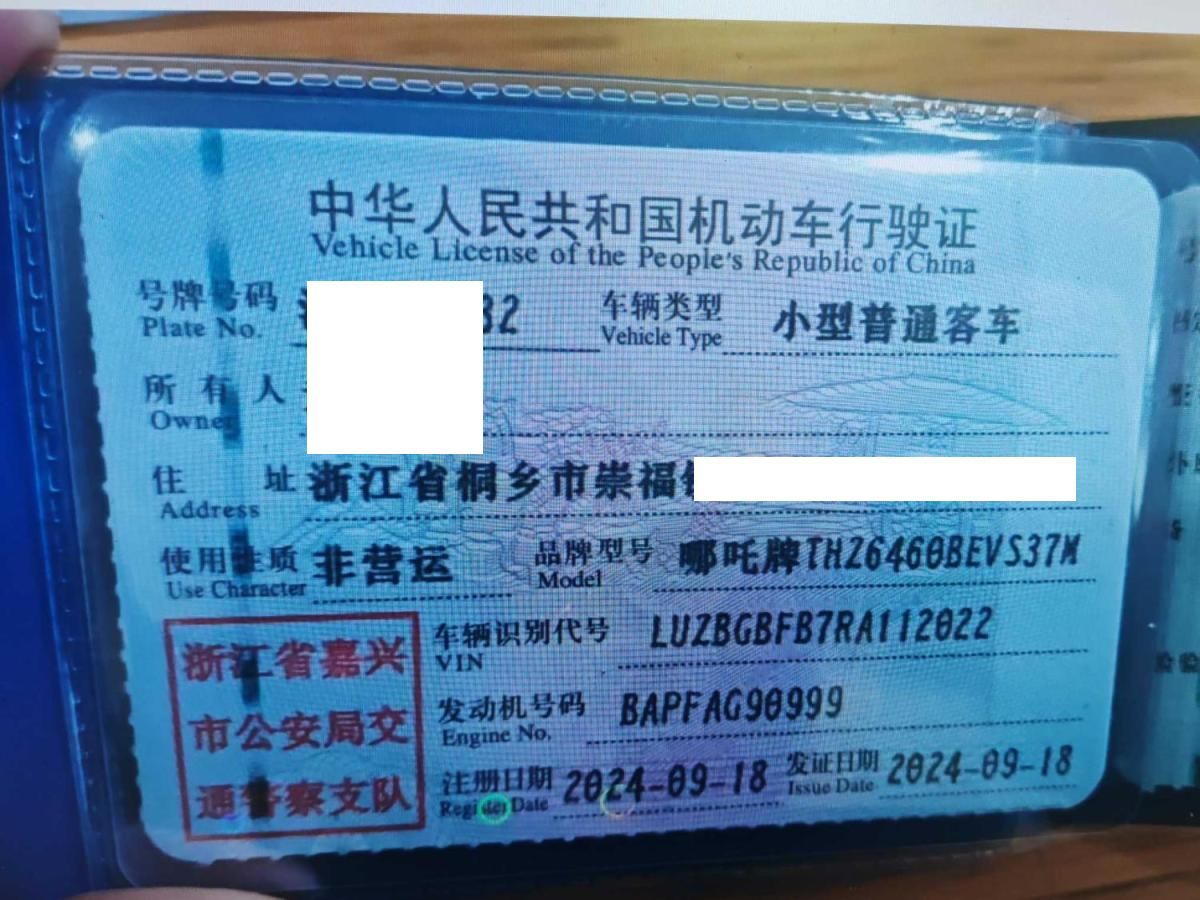 中华人民共和国机动车行驶证
Vehicle License of the People's Republic of China
号牌号码 82 车辆类型 小型普通客车
Plate No. Vehicle Type
所有人
Owner
住址 浙江省桐乡市崇福
Address
使用性质 非营运 品牌型号 哪吒牌THZ6460BEVS37M
Use Character Model
浙江省嘉兴
市公安局交
通警察支队
车辆识别代号 LUZBGBFB7RA112022
VIN
发动机号码 BAPFAG90999
Engine No.
注册日期 2024-09-18 发证日期 2024-09-18
Register Date Issue Date